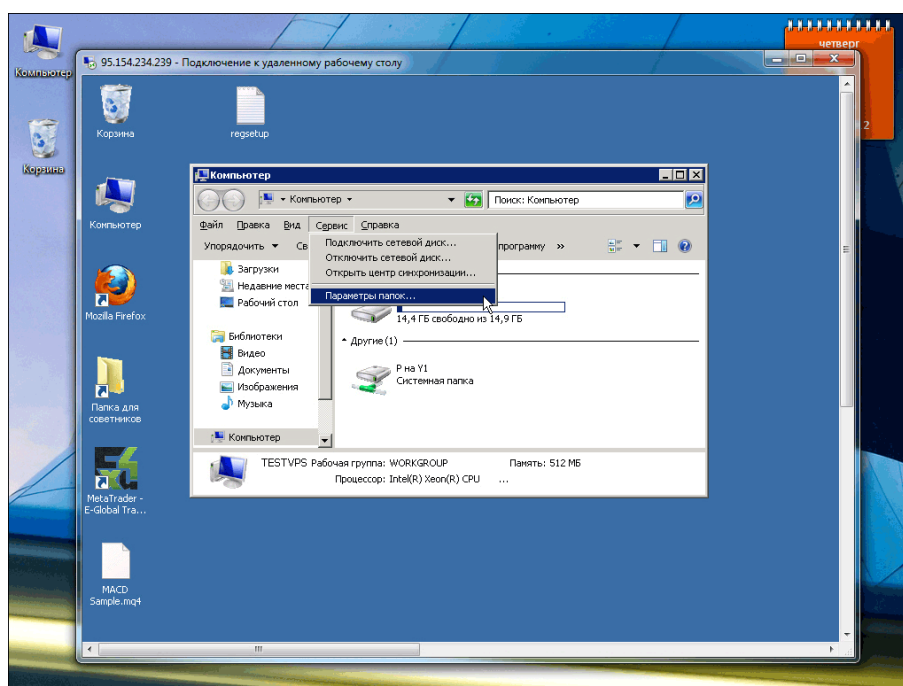 четверг
2
Компьютер
Корзина
95.154.234.239 - Подключение к удаленному рабочему столу
Корзина
regsetup
Компьютер
Mozilla Firefox
Папка для
советников
MetaTrader -
E-Global Tra...
MACD
Sample.mq4
Компьютер
Компьютер
Поиск: Компьютер
Файл Правка Вид Сервис Справка
Упорядочить Св программу »
Подключить сетевой диск...
Отключить сетевой диск...
Открыть центр синхронизации...
Параметры папок...
Загрузки
Недавние места
Рабочий стол
Библиотеки
Видео
Документы
Изображения
Музыка
Компьютер
14,4 ГБ свободно из 14,9 ГБ
Другие (1)
P на Y1
Системная папка
TESTVPS Рабочая группа: WORKGROUP Память: 512 МБ
Процессор: Intel(R) Xeon(R) CPU ...